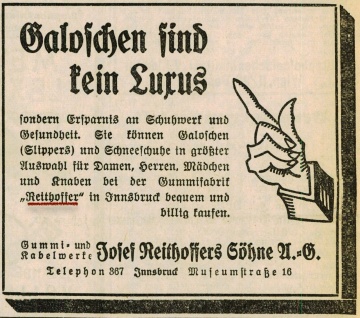 Galoschen sind
kein Luxus
sondern Ersparnis an Schuhwerk und
Gesundheit. Sie können Galoschen
(Slippers) und Schneeschuhe in größter
Auswahl für Damen, Herren, Mädchen
und Knaben bei der Gummifabrik
„Reithoffer“ in Innsbruck bequem und
billig kaufen.
Gummi- und
Kabelwerke Josef Reithoffers Söhne A.-G.
Telephon 367 Innsbruck Museumstraße 16